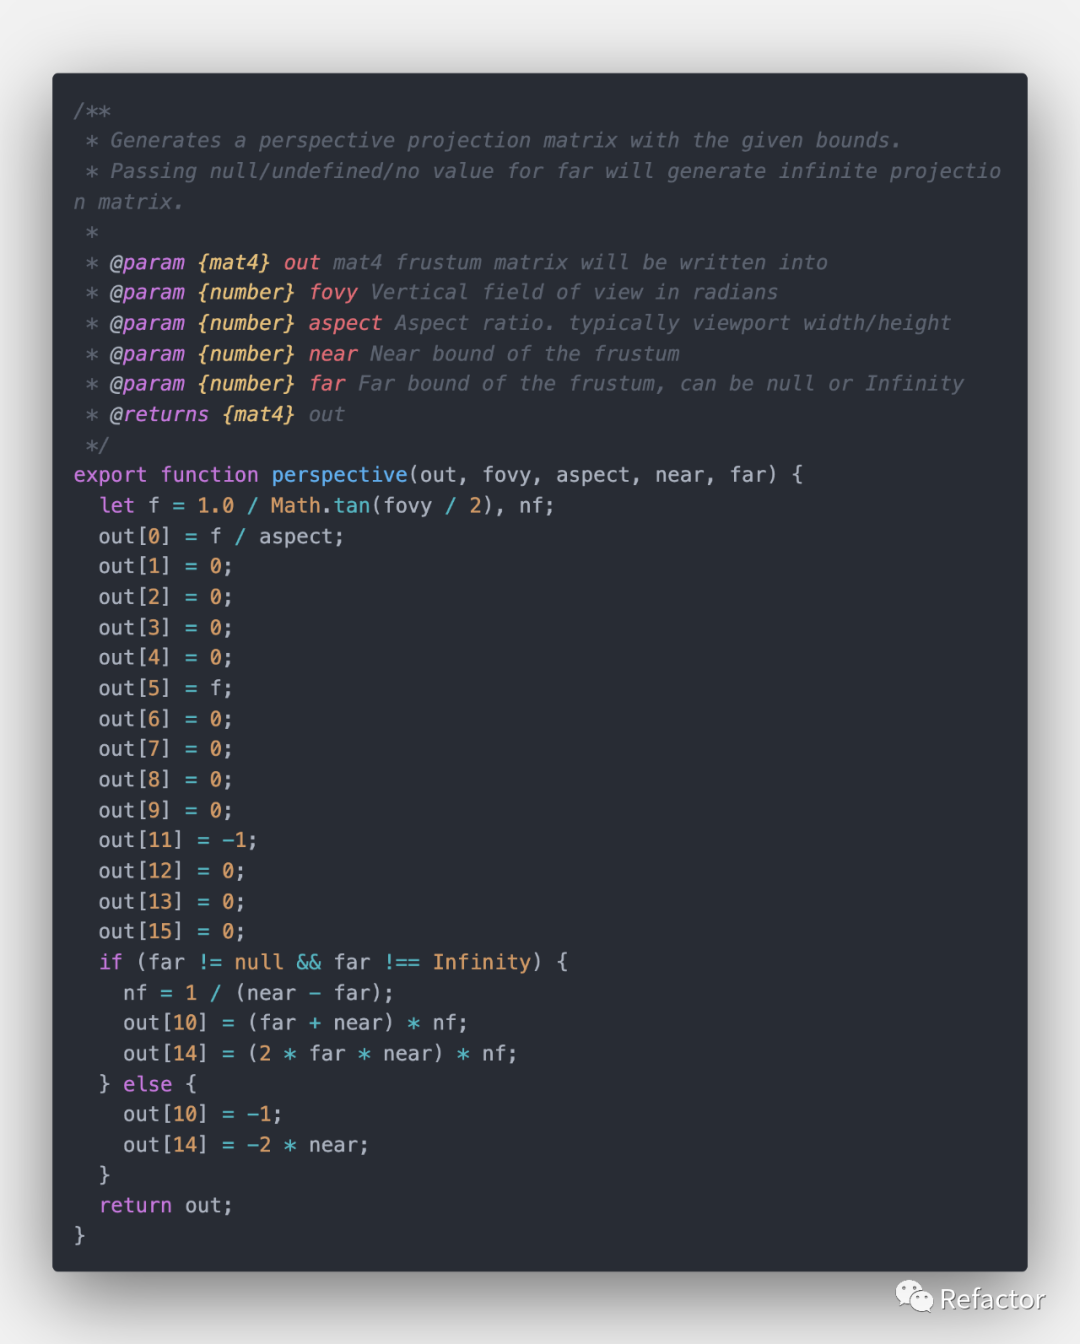 /**
 * Generates a perspective projection matrix with the given bounds.
 * Passing null/undefined/no value for far will generate infinite projectio
n matrix.
 *
 * @param {mat4} out mat4 frustum matrix will be written into
 * @param {number} fovy Vertical field of view in radians
 * @param {number} aspect Aspect ratio. typically viewport width/height
 * @param {number} near Near bound of the frustum
 * @param {number} far Far bound of the frustum, can be null or Infinity
 * @returns {mat4} out
 */
export function perspective(out, fovy, aspect, near, far) {
  let f = 1.0 / Math.tan(fovy / 2), nf;
  out[0] = f / aspect;
  out[1] = 0;
  out[2] = 0;
  out[3] = 0;
  out[4] = 0;
  out[5] = f;
  out[6] = 0;
  out[7] = 0;
  out[8] = 0;
  out[9] = 0;
  out[11] = -1;
  out[12] = 0;
  out[13] = 0;
  out[15] = 0;
  if (far != null && far !== Infinity) {
    nf = 1 / (near - far);
    out[10] = (far + near) * nf;
    out[14] = (2 * far * near) * nf;
  } else {
    out[10] = -1;
    out[14] = -2 * near;
  }
  return out;
}
Refactor